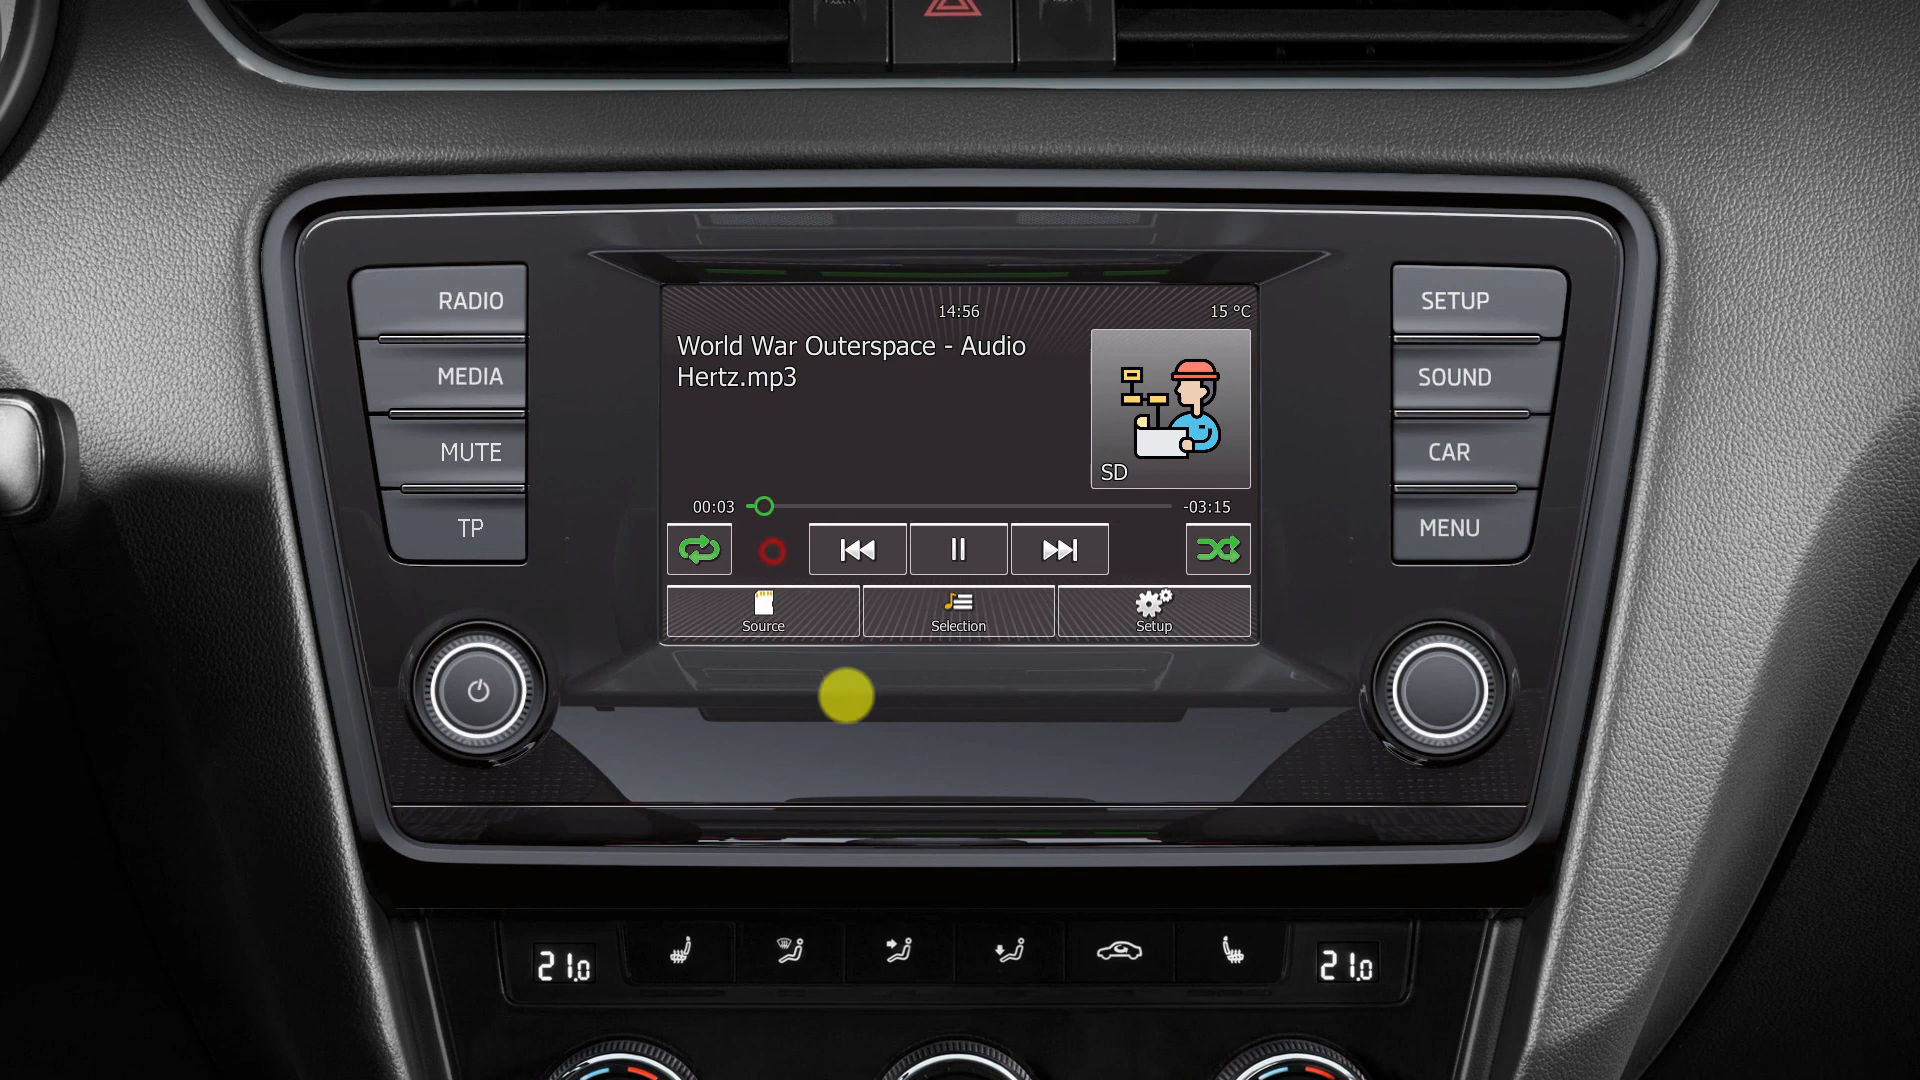 14:56
15 °C
World War Outerspace - Audio
Hertz.mp3
SD
00:03
-03:15
Source
Selection
Setup
RADIO
MEDIA
MUTE
TP
SETUP
SOUND
CAR
MENU
21.0
21.0